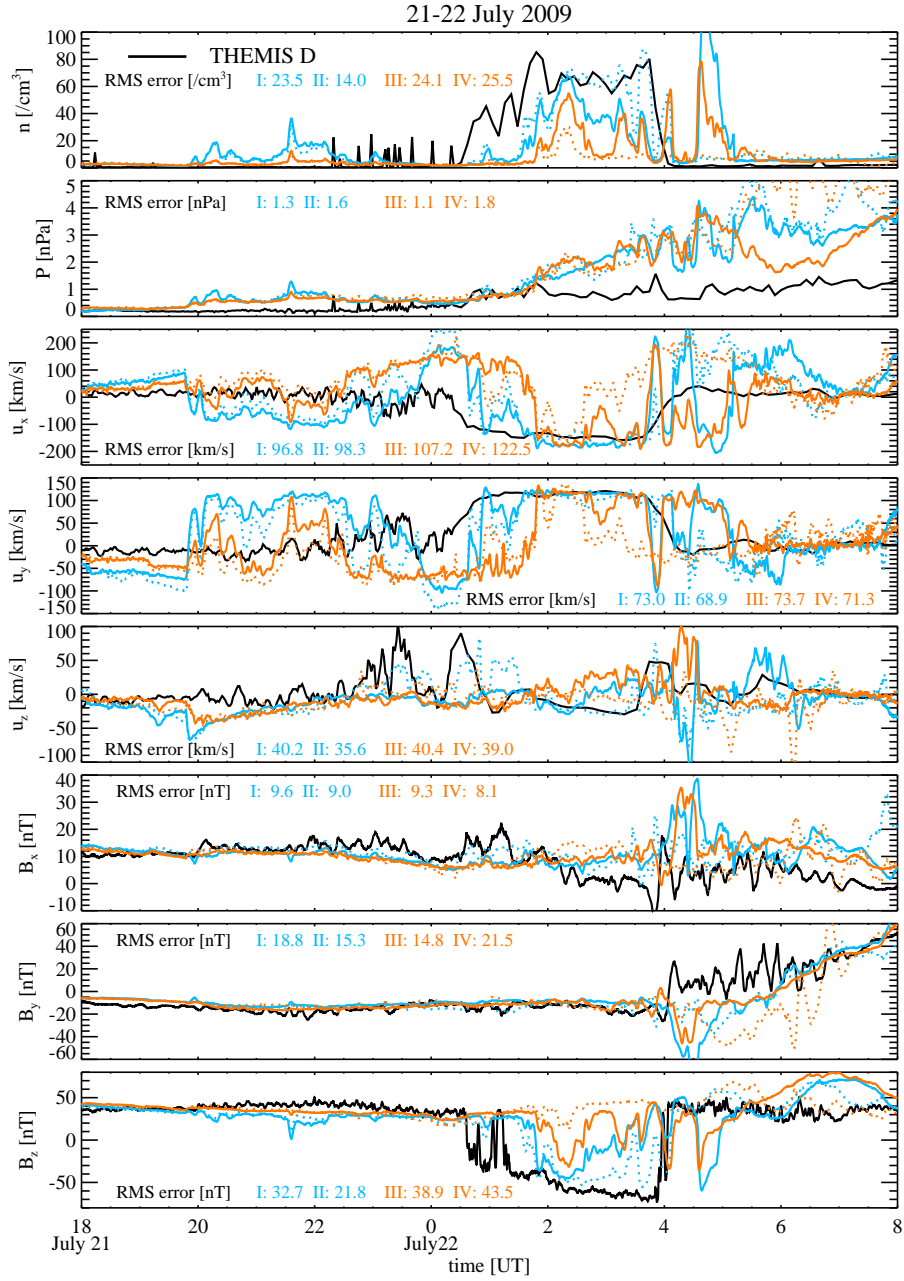 21-22 July 2009
THEMIS D
RMS error [/cm³] I: 23.5 II: 14.0 III: 24.1 IV: 25.5
n [/cm³]
100
80
60
40
20
0
RMS error [nPa] I: 1.3 II: 1.6 III: 1.1 IV: 1.8
P [nPa]
5
4
3
2
1
0
u_x [km/s]
200
100
0
-100
-200
RMS error [km/s] I: 96.8 II: 98.3 III: 107.2 IV: 122.5
u_y [km/s]
150
100
50
0
-50
-100
-150
RMS error [km/s] I: 73.0 II: 68.9 III: 73.7 IV: 71.3
u_z [km/s]
100
50
0
-50
-100
RMS error [km/s] I: 40.2 II: 35.6 III: 40.4 IV: 39.0
RMS error [nT] I: 9.6 II: 9.0 III: 9.3 IV: 8.1
B_x [nT]
40
30
20
10
0
-10
RMS error [nT] I: 18.8 II: 15.3 III: 14.8 IV: 21.5
B_y [nT]
60
40
20
0
-20
-40
-60
B_z [nT]
50
0
-50
RMS error [nT] I: 32.7 II: 21.8 III: 38.9 IV: 43.5
18 20 22 0 2 4 6 8
July 21 July22
time [UT]